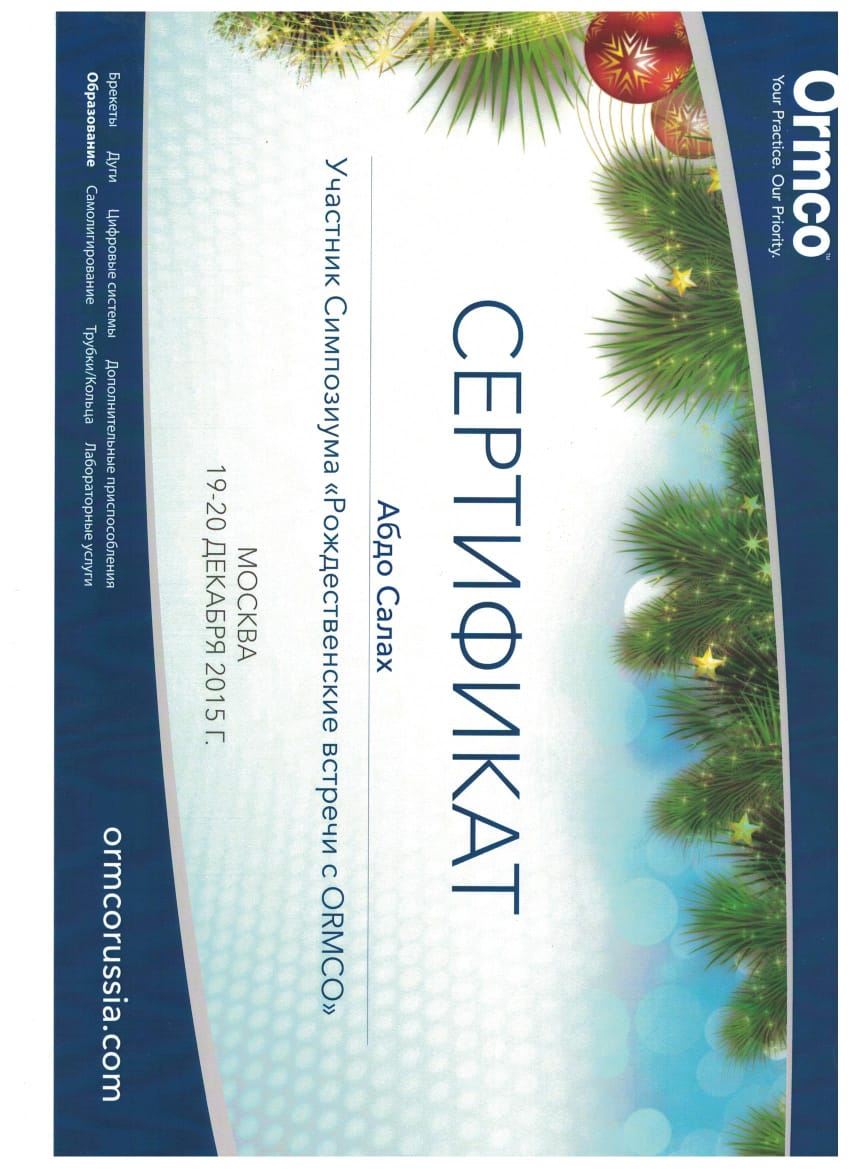 Ormco™
Your Practice. Our Priority.
СЕРТИФИКАТ
Абдо Салах
Участник Симпозиума «Рождественские встречи с ORMCO»
МОСКВА
19-20 ДЕКАБРЯ 2015 Г.
Брекеты Дуги Цифровые системы Дополнительные приспособления
Образование Самолигирование Трубки/Кольца Лабораторные услуги
ormcorussia.com